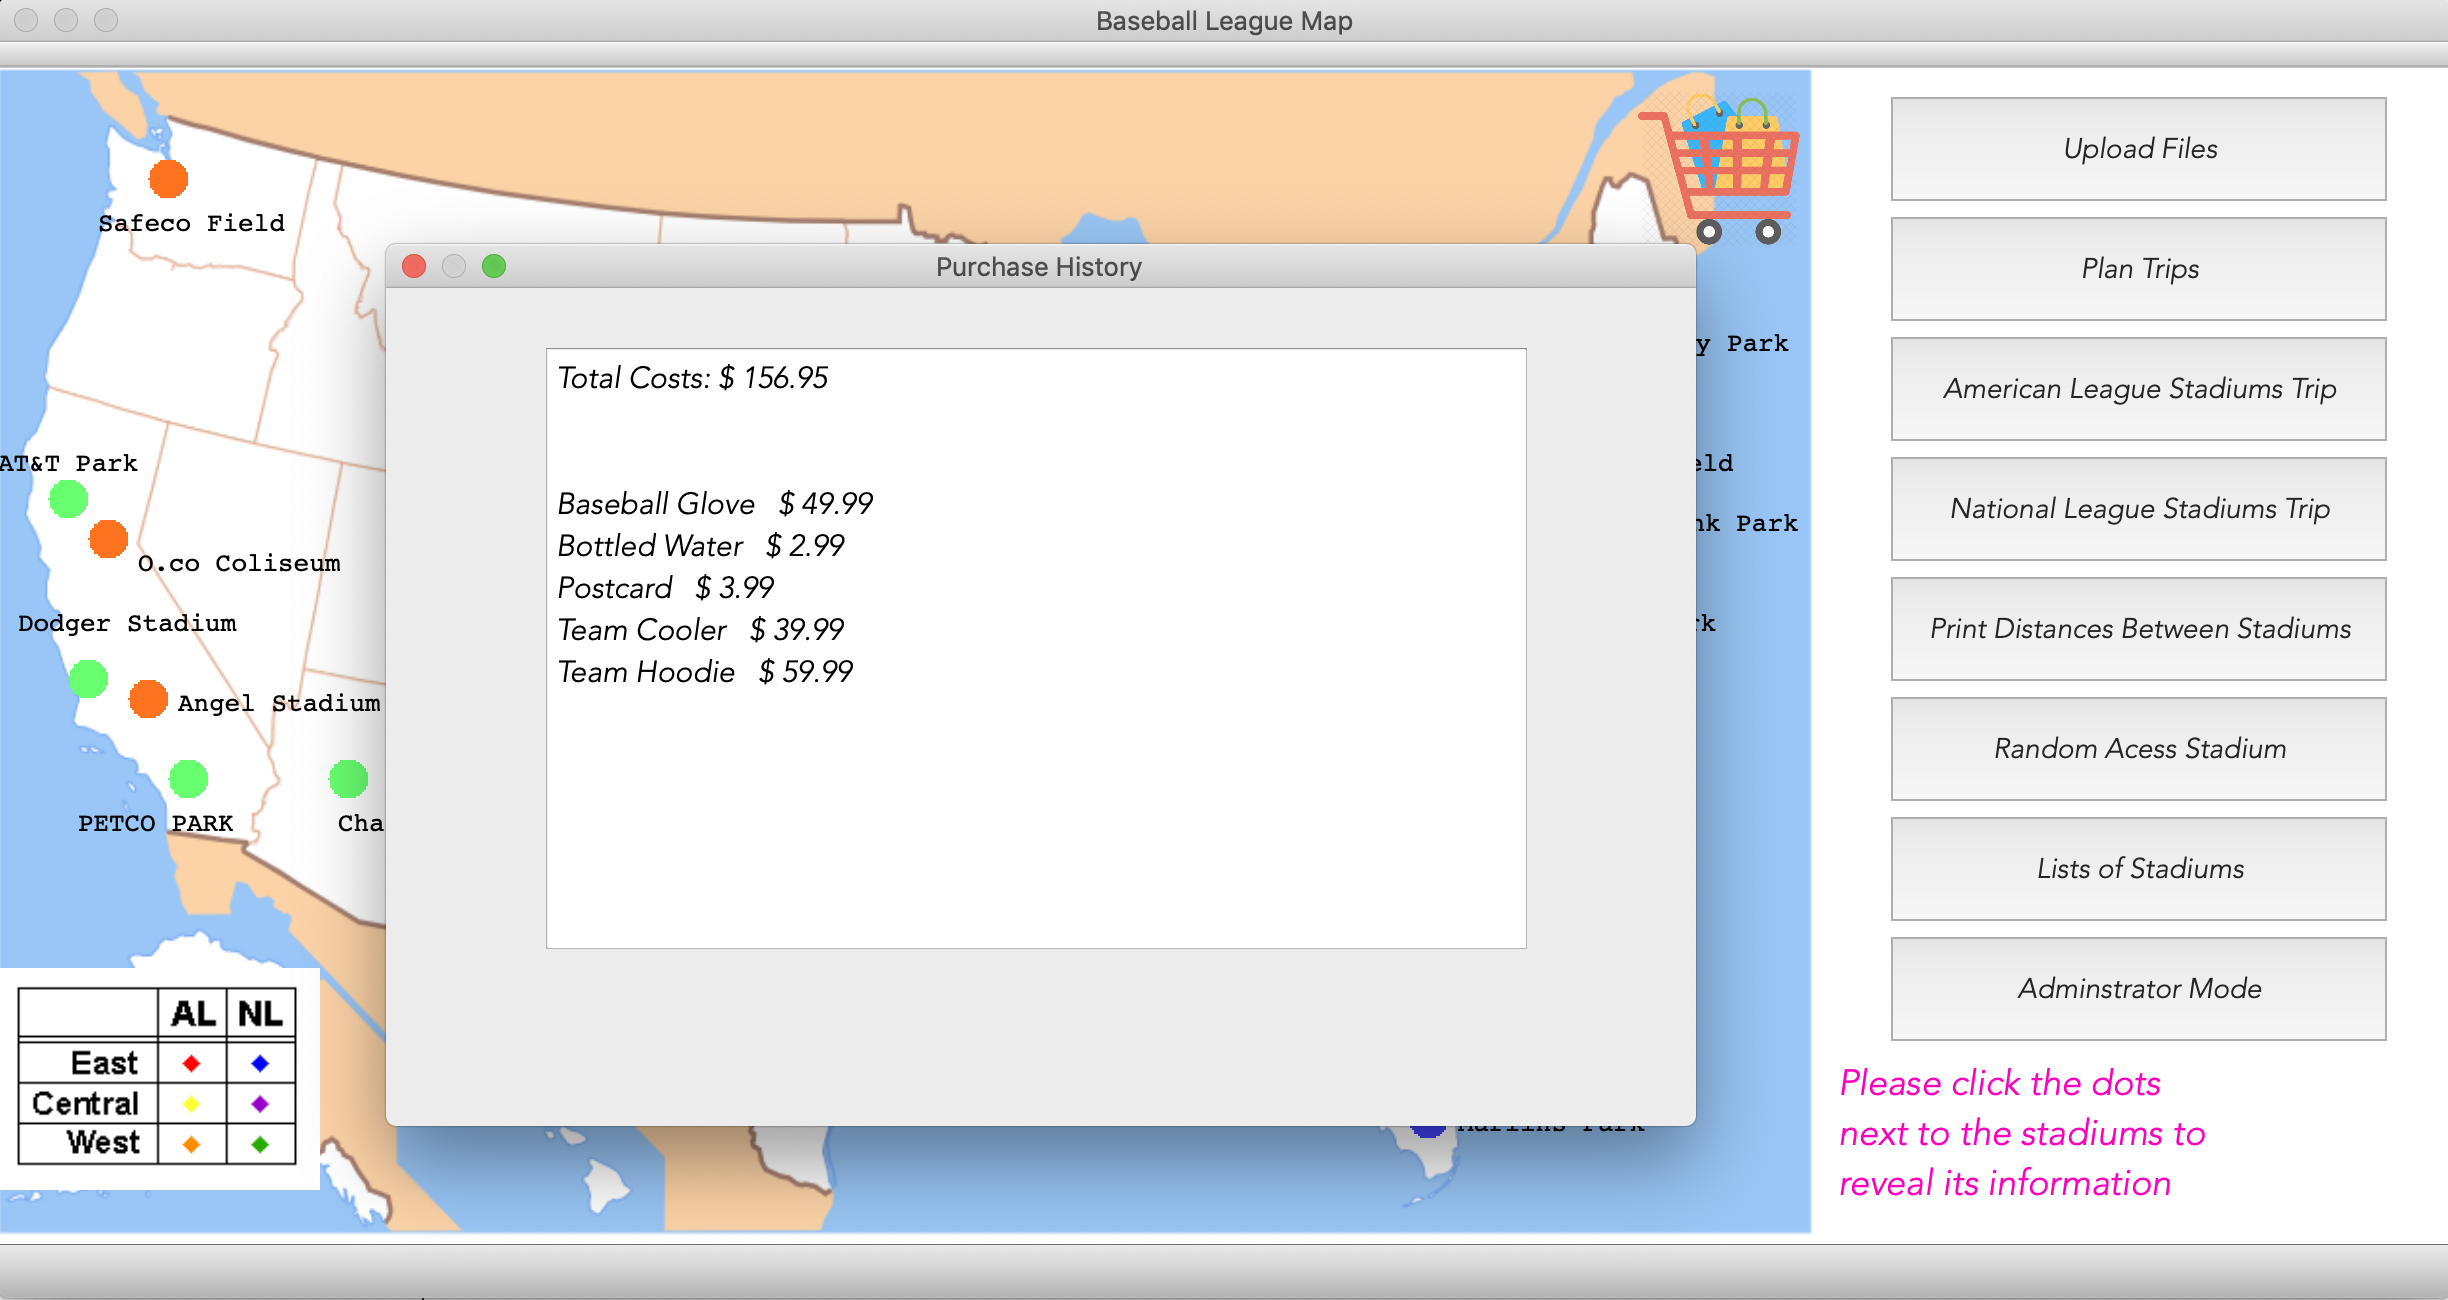 Baseball League Map
Upload Files
Plan Trips
American League Stadiums Trip
National League Stadiums Trip
Print Distances Between Stadiums
Random Acess Stadium
Lists of Stadiums
Adminstrator Mode
Please click the dots
next to the stadiums to
reveal its information
Safeco Field
AT&T Park
O.co Coliseum
Dodger Stadium
Angel Stadium
PETCO PARK
Cha
Purchase History
Total Costs: $ 156.95
Baseball Glove $ 49.99
Bottled Water $ 2.99
Postcard $ 3.99
Team Cooler $ 39.99
Team Hoodie $ 59.99
y Park
eld
nk Park
rk
Marlins Park
AL NL
East
Central
West